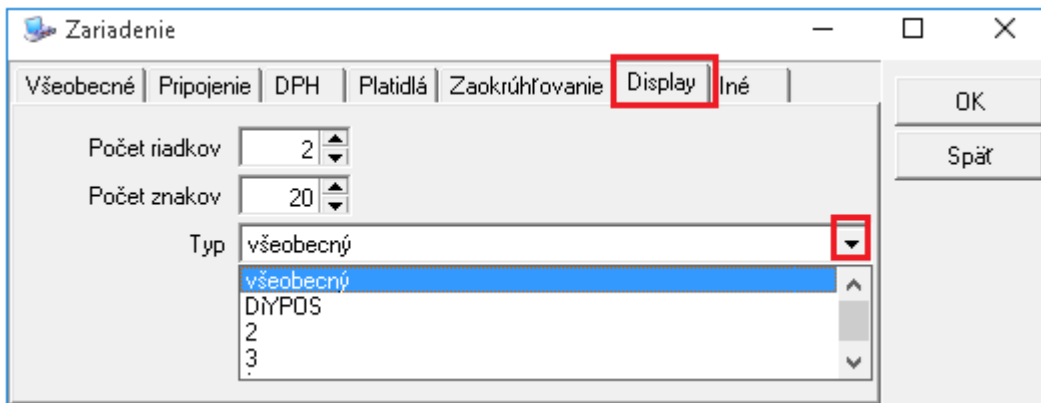 Zariadenie
Všeobecné Pripojenie DPH Platidlá Zaokrúhľovanie Display Iné
OK
Počet riadkov 2
Späť
Počet znakov 20
Typ všeobecný
všeobecný
DiYPOS
2
3